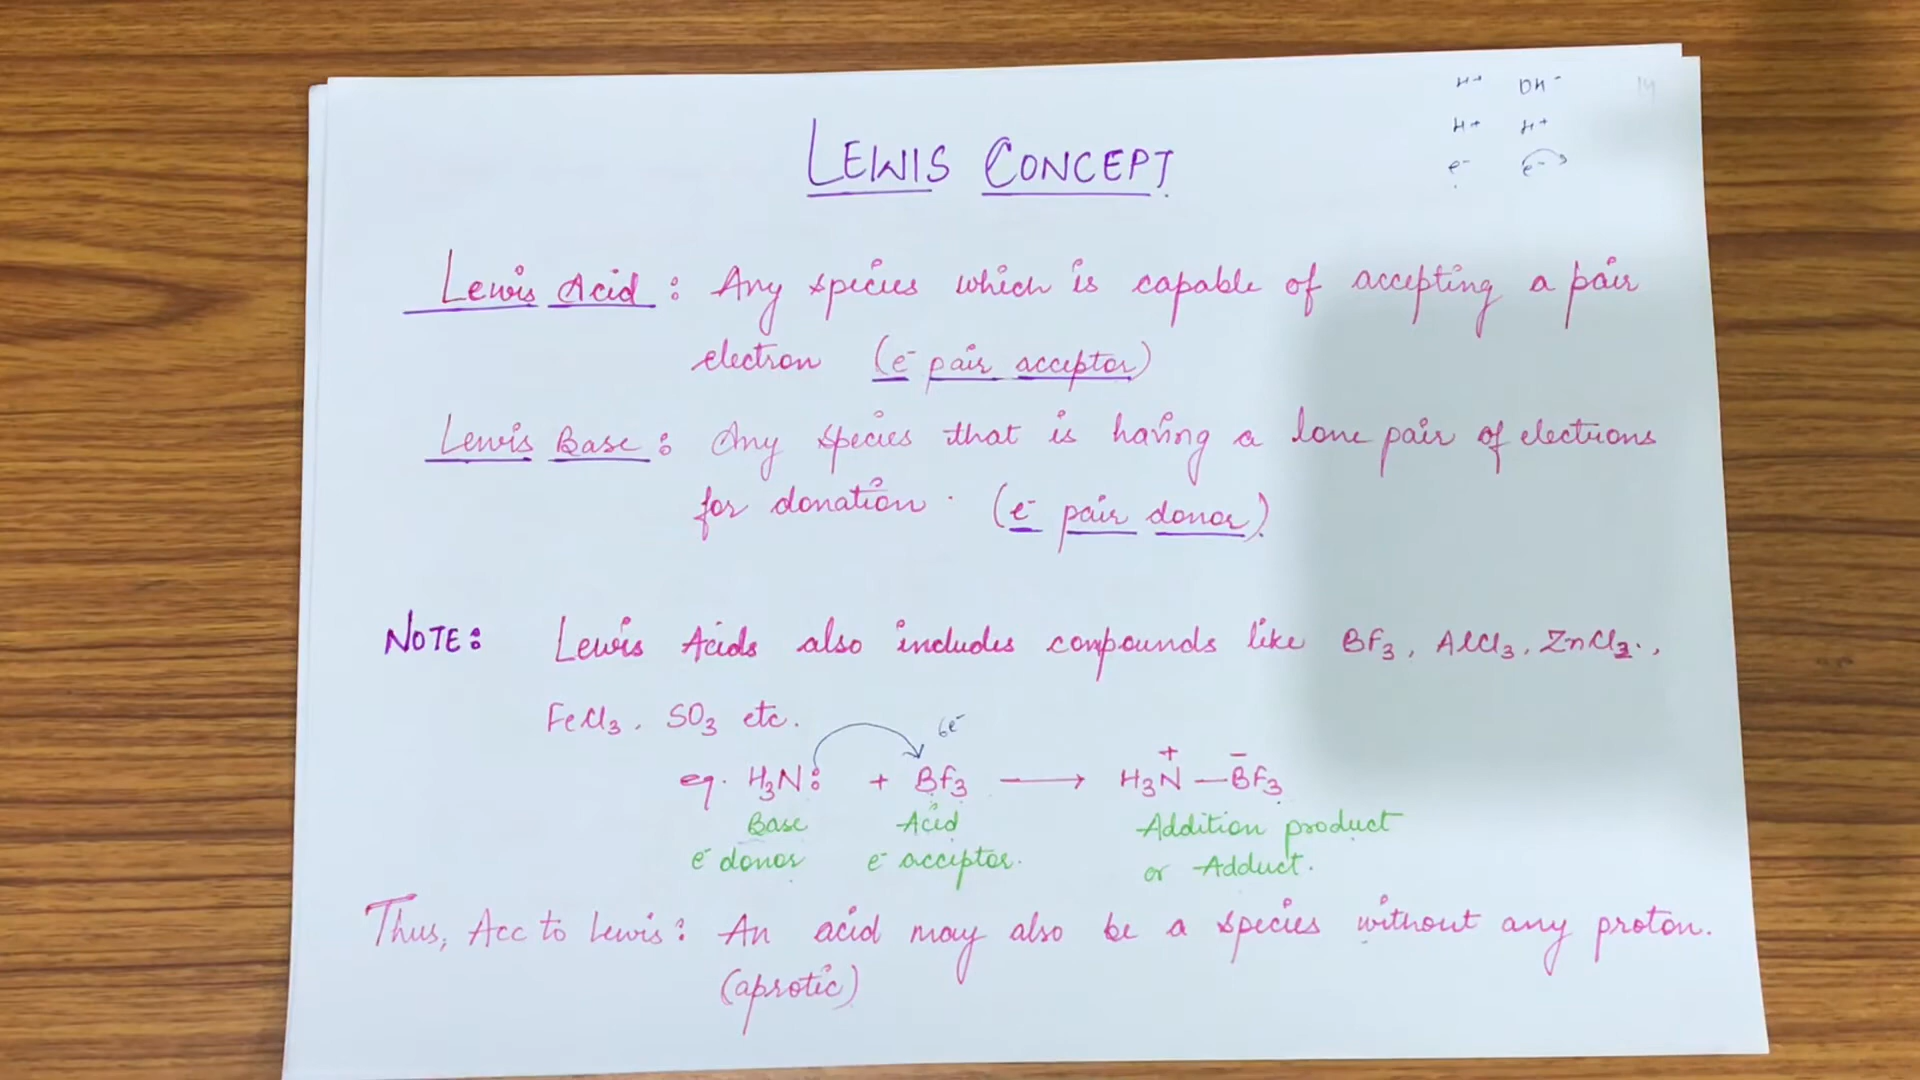 H+ OH-
H+ H+
e- e-
14
LEWIS CONCEPT
Lewis Acid : Any species which is capable of accepting a pair
electron (e- pair acceptor)
Lewis Base : Any species that is having a lone pair of electrons
for donation. (e- pair donor).
NOTE: Lewis Acids also includes compounds like BF3, AlCl3, ZnCl2.,
FeCl3, SO3 etc.
6e-
eg. H3N: + BF3 ⟶ H3N+ — B-F3
Base Acid Addition product
e- donor e- acceptor. or Adduct.
Thus, Acc to Lewis: An acid may also be a species without any proton.
(aprotic)